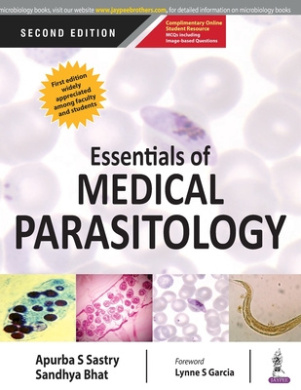 microbiology books, visit our website www.jaypeebrothers.com, for detailed information on microbiology books
SECOND EDITION
Complimentary Online
Student Resource
MCQs including
Image-based Questions
First edition
widely
appreciated
among faculty
and students
Essentials of
MEDICAL
PARASITOLOGY
Apurba S Sastry
Sandhya Bhat
Foreword
Lynne S Garcia